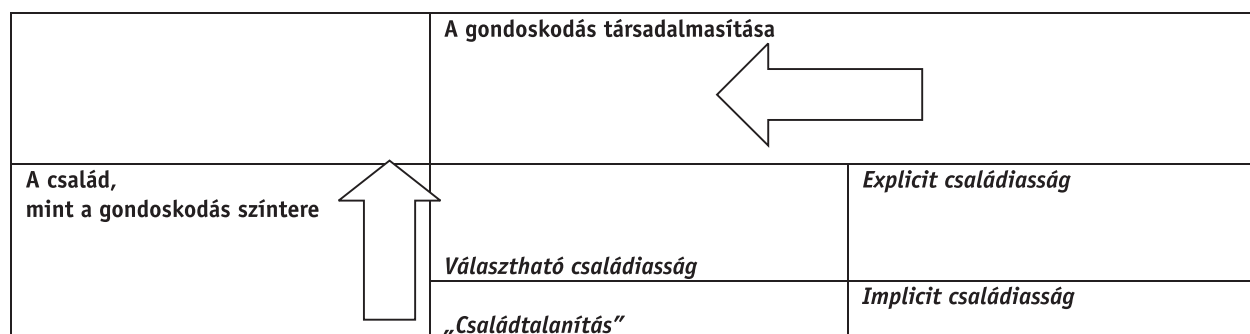 A gondoskodás társadalmasítása
A család,
mint a gondoskodás színtere
Explicit családiasság
Választható családiasság
Implicit családiasság
„Családtalanítás”